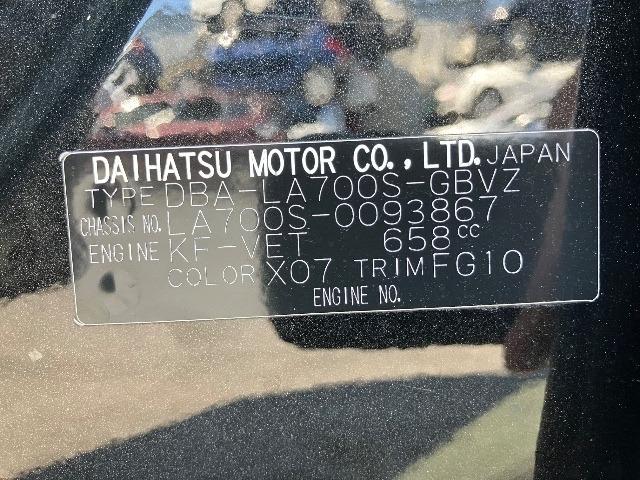 DAIHATSU MOTOR CO., LTD. JAPAN
TYPE DBA-LA700S-GBVZ
CHASSIS NO. LA700S-0093867
ENGINE KF-VET 658CC
COLOR X07 TRIM FG10
ENGINE NO.